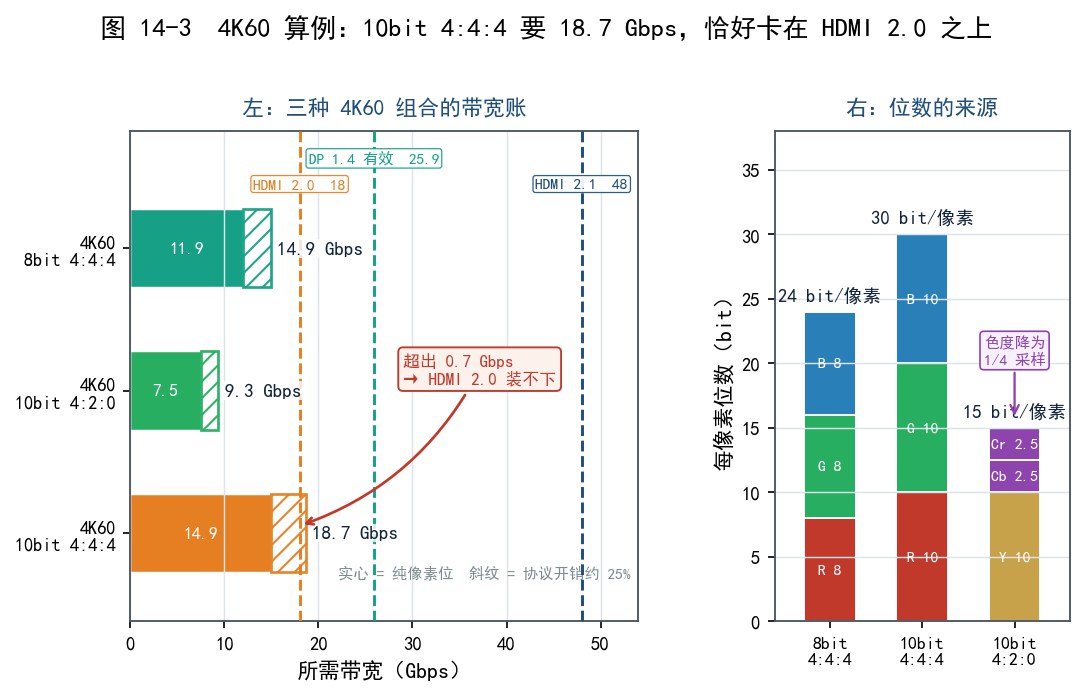 图 14-3  4K60 算例：10bit 4:4:4 要 18.7 Gbps，恰好卡在 HDMI 2.0 之上
左：三种 4K60 组合的带宽账
DP 1.4 有效  25.9
HDMI 2.0  18
HDMI 2.1  48
4K60
8bit 4:4:4
11.9
14.9 Gbps
4K60
10bit 4:2:0
7.5
9.3 Gbps
超出 0.7 Gbps
→ HDMI 2.0 装不下
4K60
10bit 4:4:4
14.9
18.7 Gbps
实心 = 纯像素位  斜纹 = 协议开销约 25%
0
10
20
30
40
50
所需带宽（Gbps）
右：位数的来源
每像素位数（bit）
35
30
25
20
15
10
5
0
24 bit/像素
B 8
G 8
R 8
30 bit/像素
B 10
G 10
R 10
色度降为
1/4 采样
15 bit/像素
Cr 2.5
Cb 2.5
Y 10
8bit
4:4:4
10bit
4:4:4
10bit
4:2:0